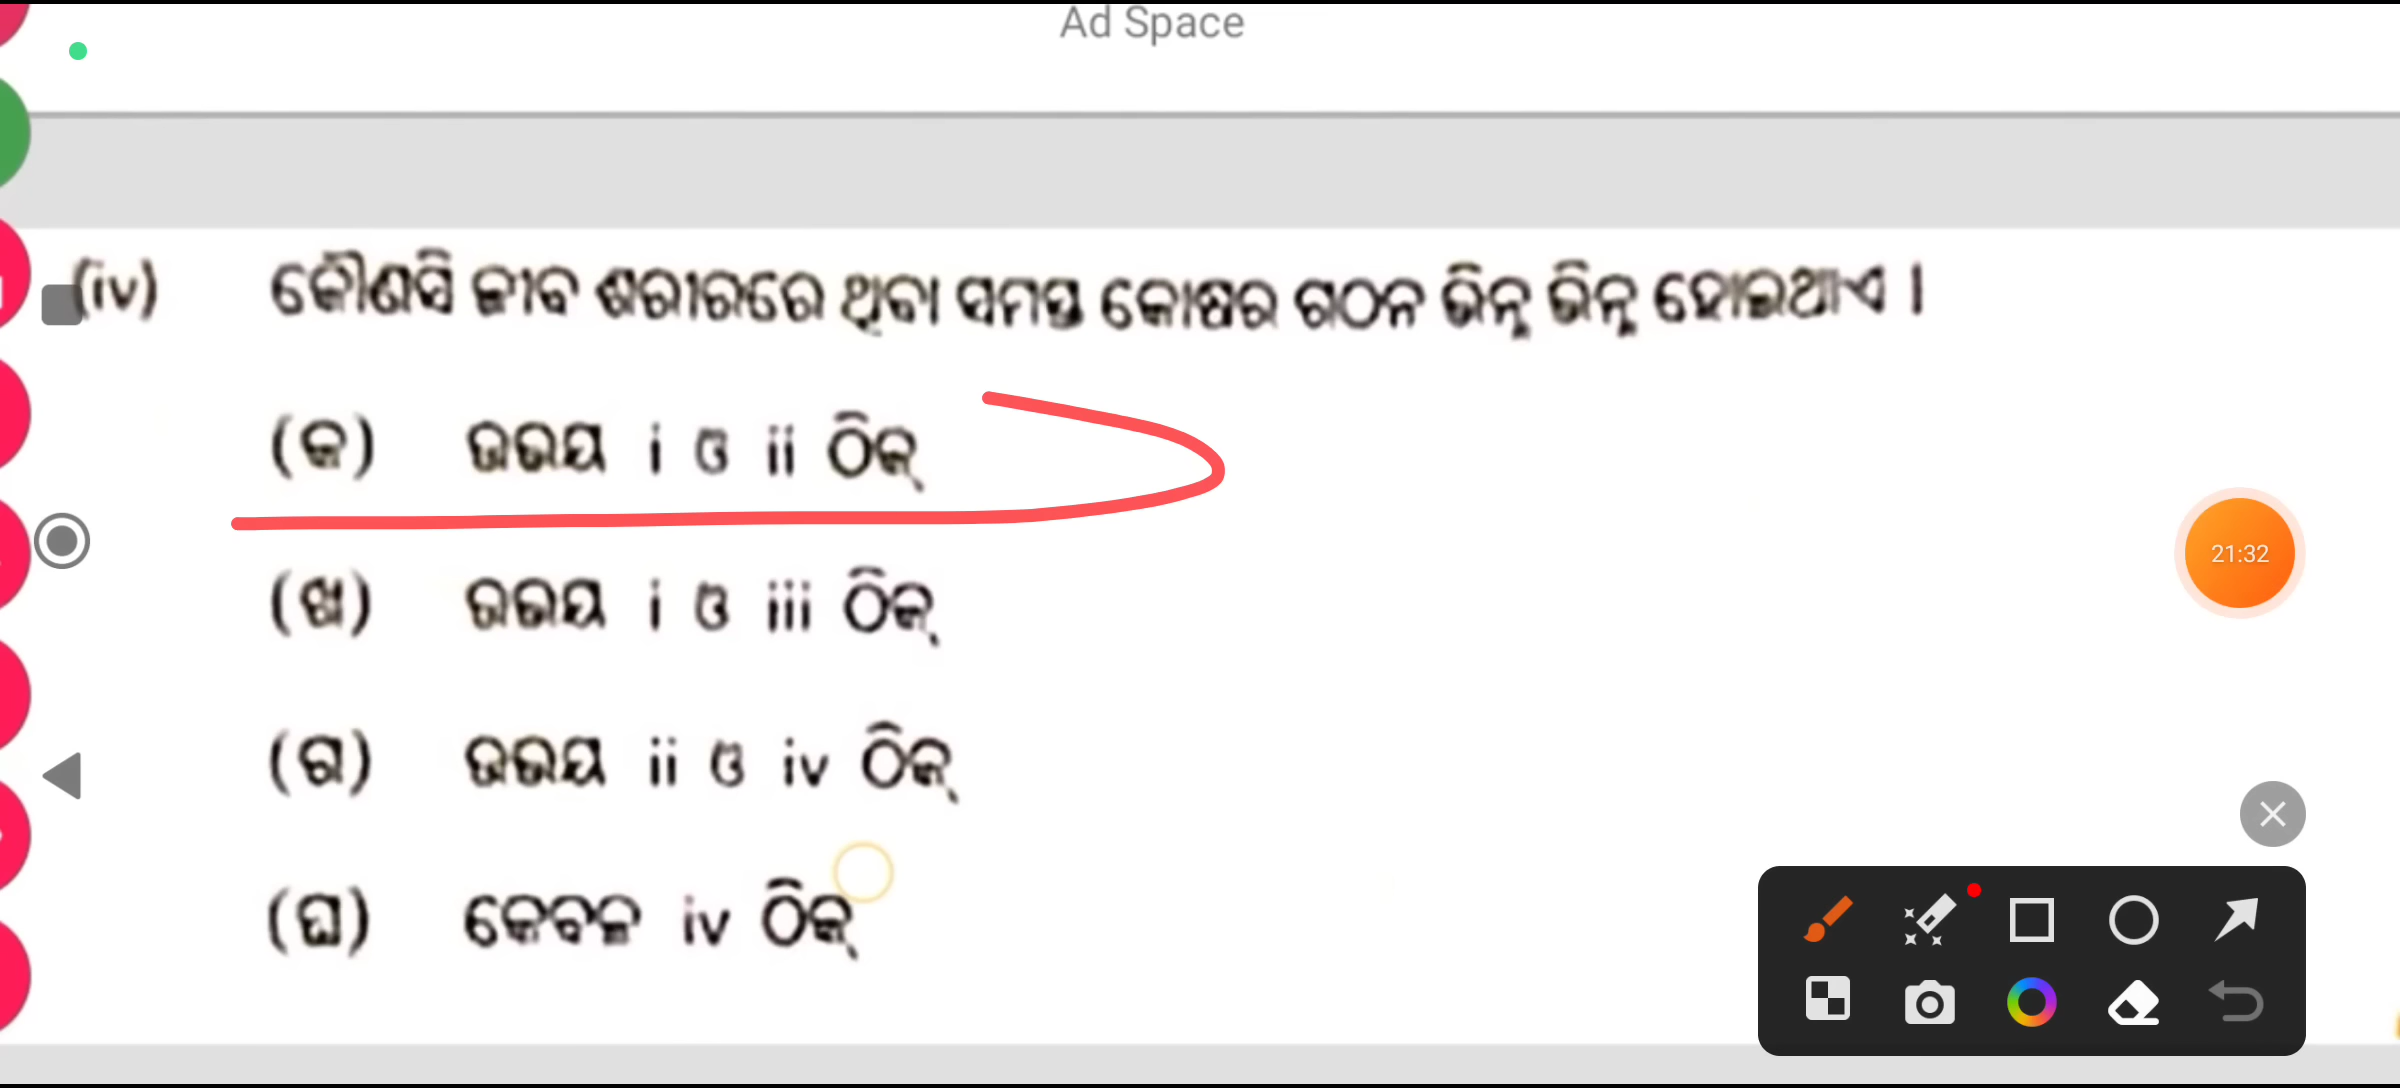 Ad Space
(iv) କୌଣସି ଜୀବ ଶରୀରରେ ଥିବା ସମସ୍ତ କୋଷର ଗଠନ ଭିନ୍ନ ଭିନ୍ନ ହୋଇଥାଏ ।
(କ) ଉଭୟ i ଓ ii ଠିକ୍
(ଖ) ଉଭୟ i ଓ iii ଠିକ୍
21:32
(ଗ) ଉଭୟ ii ଓ iv ଠିକ୍
(ଘ) କେବଳ iv ଠିକ୍